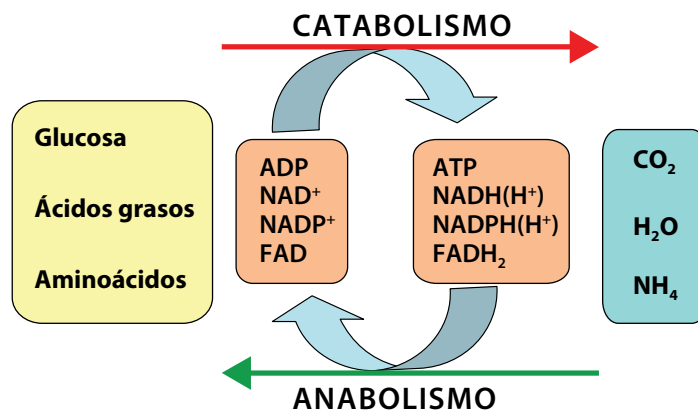 CATABOLISMO
Glucosa
Ácidos grasos
Aminoácidos
ADP
NAD⁺
NADP⁺
FAD
ATP
NADH(H⁺)
NADPH(H⁺)
FADH₂
CO₂
H₂O
NH₄
ANABOLISMO